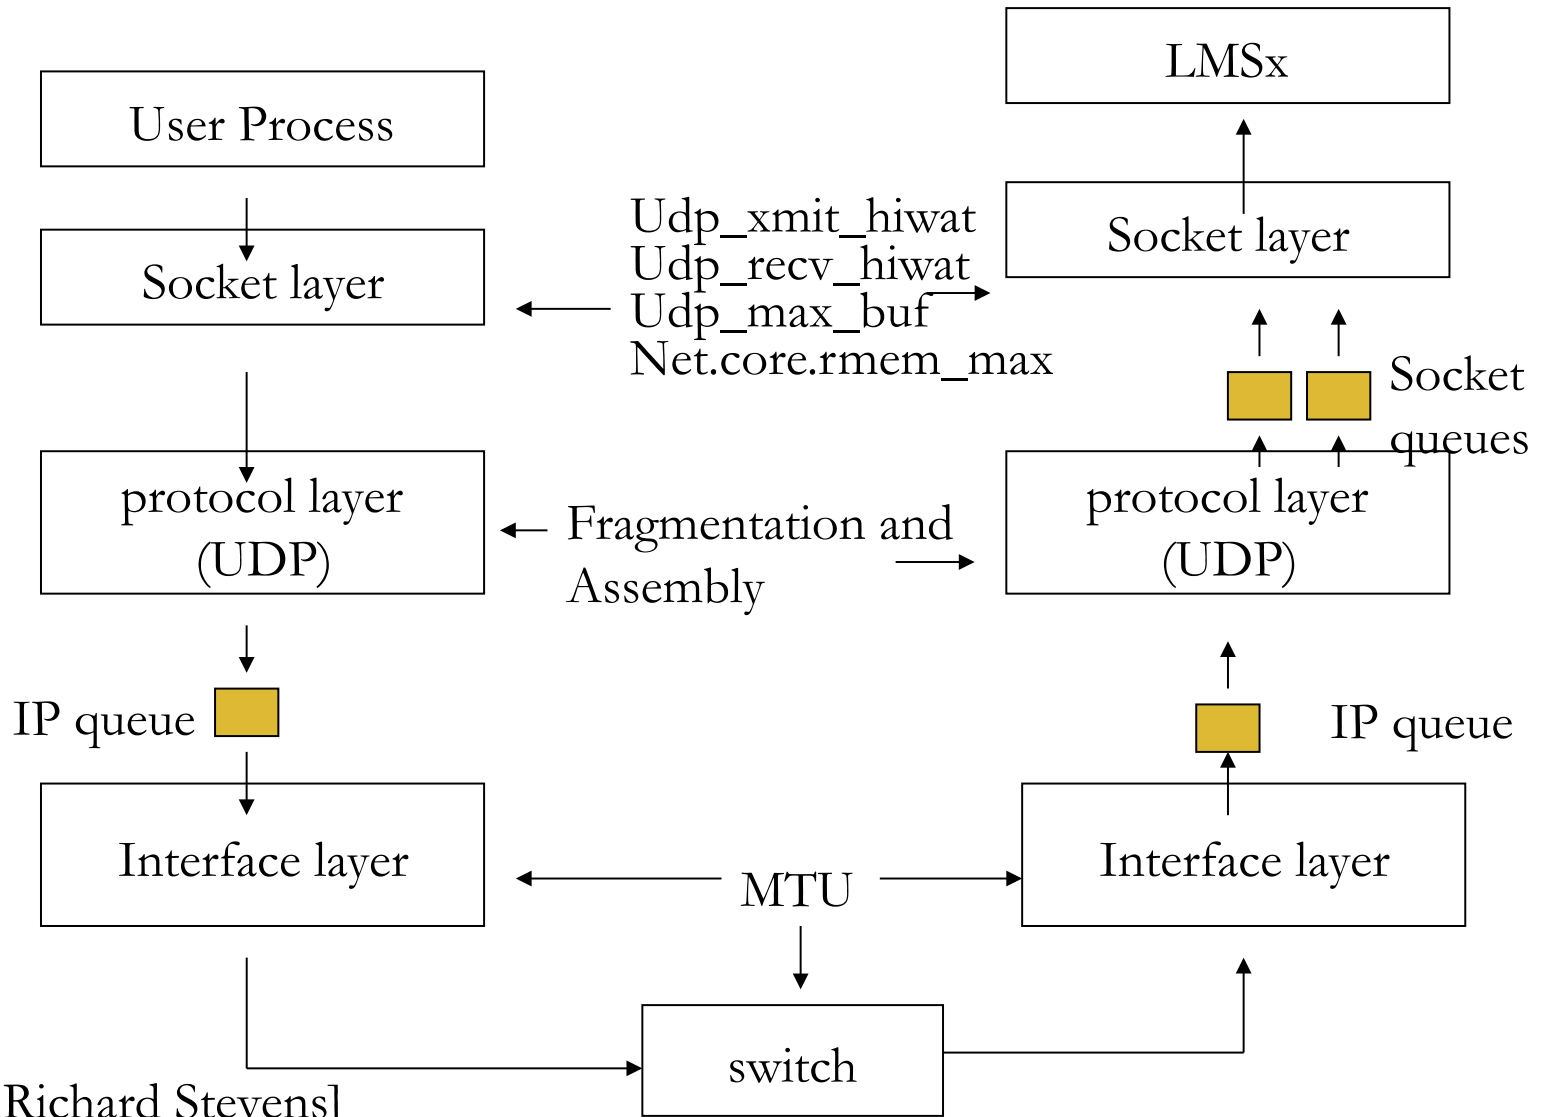 LMSx
User Process
Socket layer
Socket layer
Udp_xmit_hiwat
Udp_recv_hiwat
Udp_max_buf
Net.core.rmem_max
Socket
queues
protocol layer
(UDP)
Fragmentation and
Assembly
protocol layer
(UDP)
IP queue
IP queue
Interface layer
MTU
Interface layer
switch
Richard Stevens]